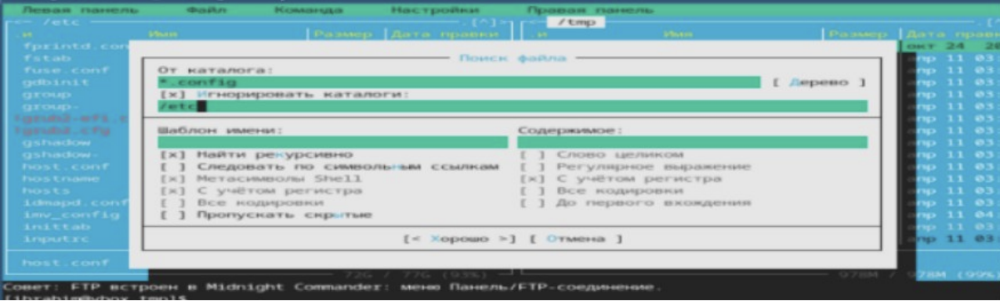 Левая панель Файл Команда Настройки Правая панель
<— /etc .[^]> <— /tmp .[^
.и Имя Размер Дата правки .и Имя Размер Дата правк
fprintd.con окт 24 20
fstab Поиск файла апр 11 03:
fuse.conf От каталога: апр 11 03:
gdbinit *.config [ Дерево ] апр 11 03:
group [x] Игнорировать каталоги: апр 11 03:
group- /etc апр 11 03:
!grub2-efi.c апр 11 03:
!grub2.cfg Шаблон имени: Содержимое: апр 11 03:
gshadow апр 11 03:
gshadow- [x] Найти рекурсивно [ ] Слово целиком апр 11 03:
host.conf [ ] Следовать по символьным ссылкам [ ] Регулярное выражение апр 11 03:
hostname [x] Метасимволы Shell [x] С учётом регистра апр 11 03:
hosts [x] С учётом регистра [ ] Все кодировки апр 11 03:
idmapd.conf [ ] Все кодировки [ ] До первого вхождения апр 11 03:
imv_config [ ] Пропускать скрытые апр 11 04:
inittab апр 11 03:
inputrc [< Хорошо >] [ Отмена ] апр 11 03:
host.conf
72G / 77G (93%) 978M / 978M (99%)
Совет: FTP встроен в Midnight Commander: меню Панель/FTP-соединение.
[ibrahim@vbox tmp]$